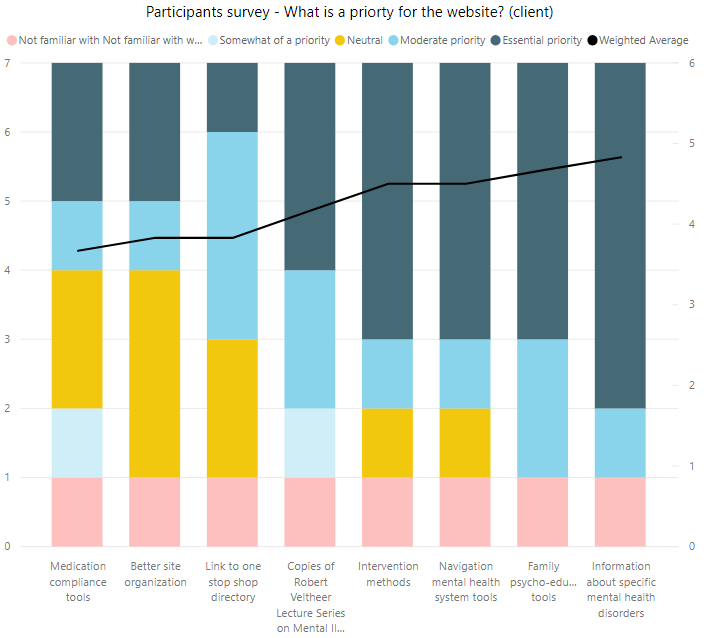 Participants survey - What is a priorty for the website? (client)
Not familiar with Not familiar with w... Somewhat of a priority Neutral Moderate priority Essential priority Weighted Average
7
6
5
4
3
2
1
0
6
5
4
3
2
1
0
Medication
compliance
tools
Better site
organization
Link to one
stop shop
directory
Copies of
Robert
Veltheer
Lecture Series
on Mental Il...
Intervention
methods
Navigation
mental health
system tools
Family
psycho-edu...
tools
Information
about specific
mental health
disorders